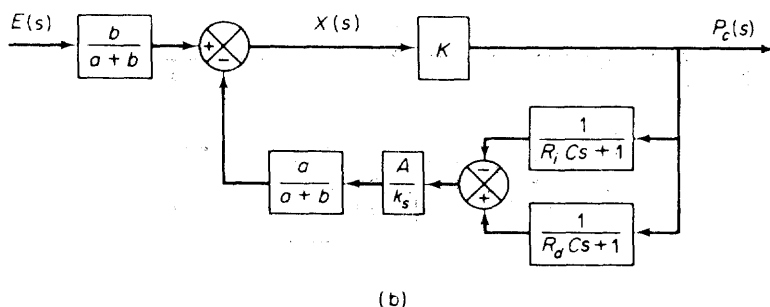 E(s)
b
a + b
+
−
X(s)
K
P_c(s)
1
R_i Cs + 1
−
+
A
k_s
a
a + b
1
R_d Cs + 1
(b)